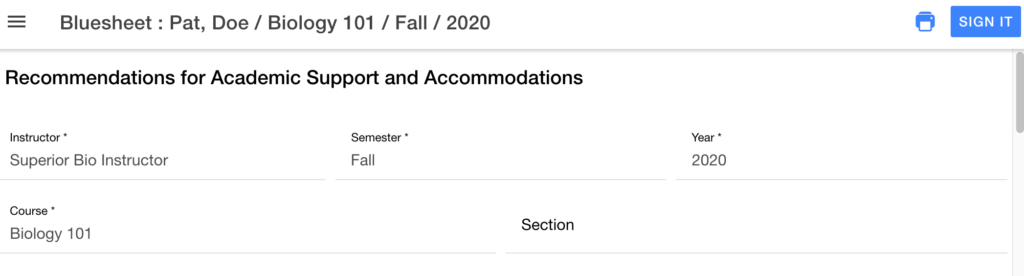 Bluesheet : Pat, Doe / Biology 101 / Fall / 2020
SIGN IT
Recommendations for Academic Support and Accommodations
Instructor *
Superior Bio Instructor
Semester *
Fall
Year *
2020
Course *
Biology 101
Section